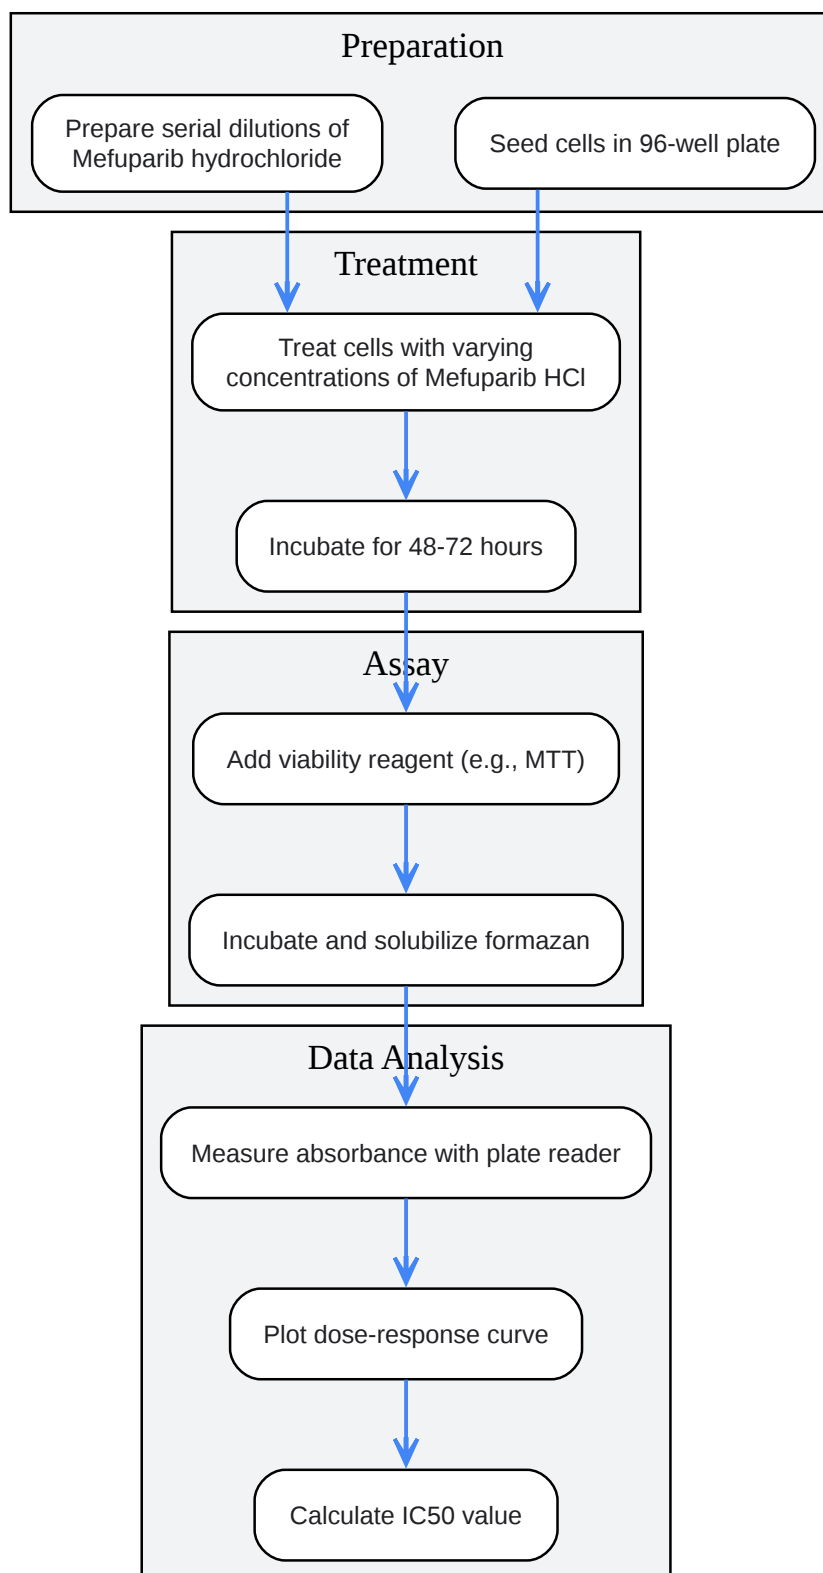 Preparation
Prepare serial dilutions of
Mefuparib hydrochloride
Seed cells in 96-well plate
Treatment
Treat cells with varying
concentrations of Mefuparib HCl
Incubate for 48-72 hours
Assay
Add viability reagent (e.g., MTT)
Incubate and solubilize formazan
Data Analysis
Measure absorbance with plate reader
Plot dose-response curve
Calculate IC50 value